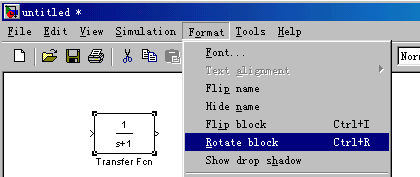 untitled *
File Edit View Simulation Format Tools Help
Font...
Text alignment
Flip name
Hide name
Flip block Ctrl+I
Rotate block Ctrl+R
Show drop shadow
1
s+1
Transfer Fcn